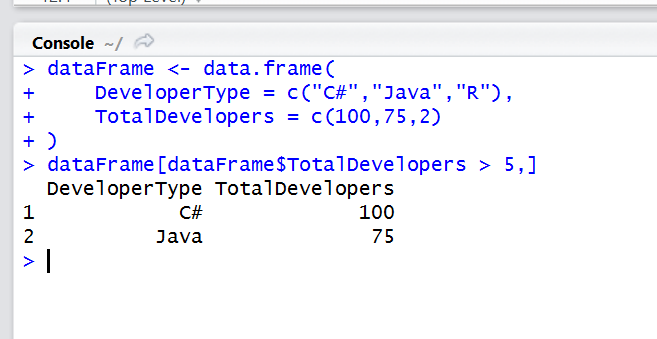 (Top Level)
Console ~/
> dataFrame <- data.frame(
+     DeveloperType = c("C#","Java","R"),
+     TotalDevelopers = c(100,75,2)
+ )
> dataFrame[dataFrame$TotalDevelopers > 5,]
  DeveloperType TotalDevelopers
1            C#             100
2          Java              75
>